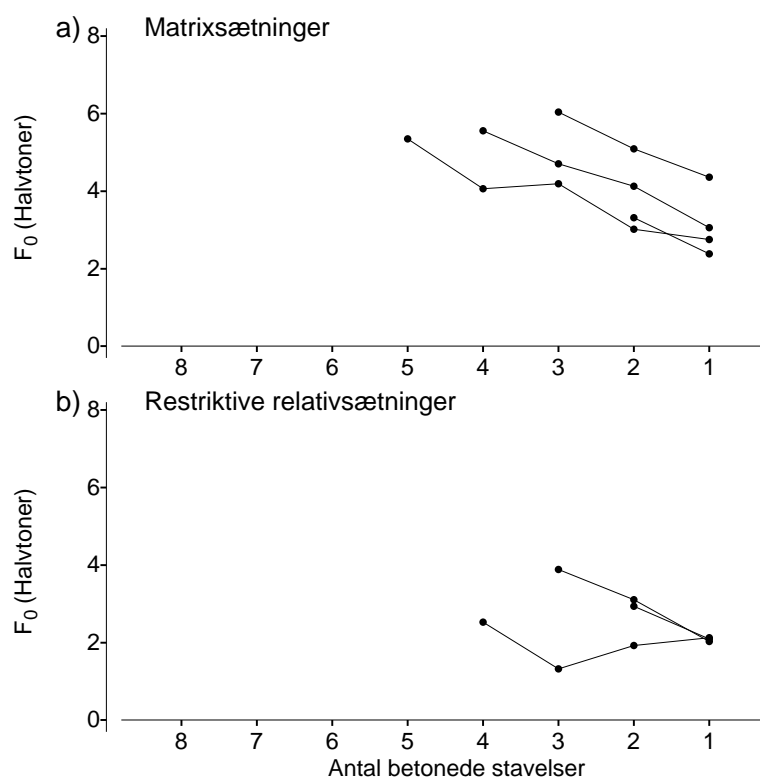 a) Matrixsætninger
8
6
4
2
0
F0 (Halvtoner)
8 7 6 5 4 3 2 1
b) Restriktive relativsætninger
8
6
4
2
0
F0 (Halvtoner)
8 7 6 5 4 3 2 1
Antal betonede stavelser